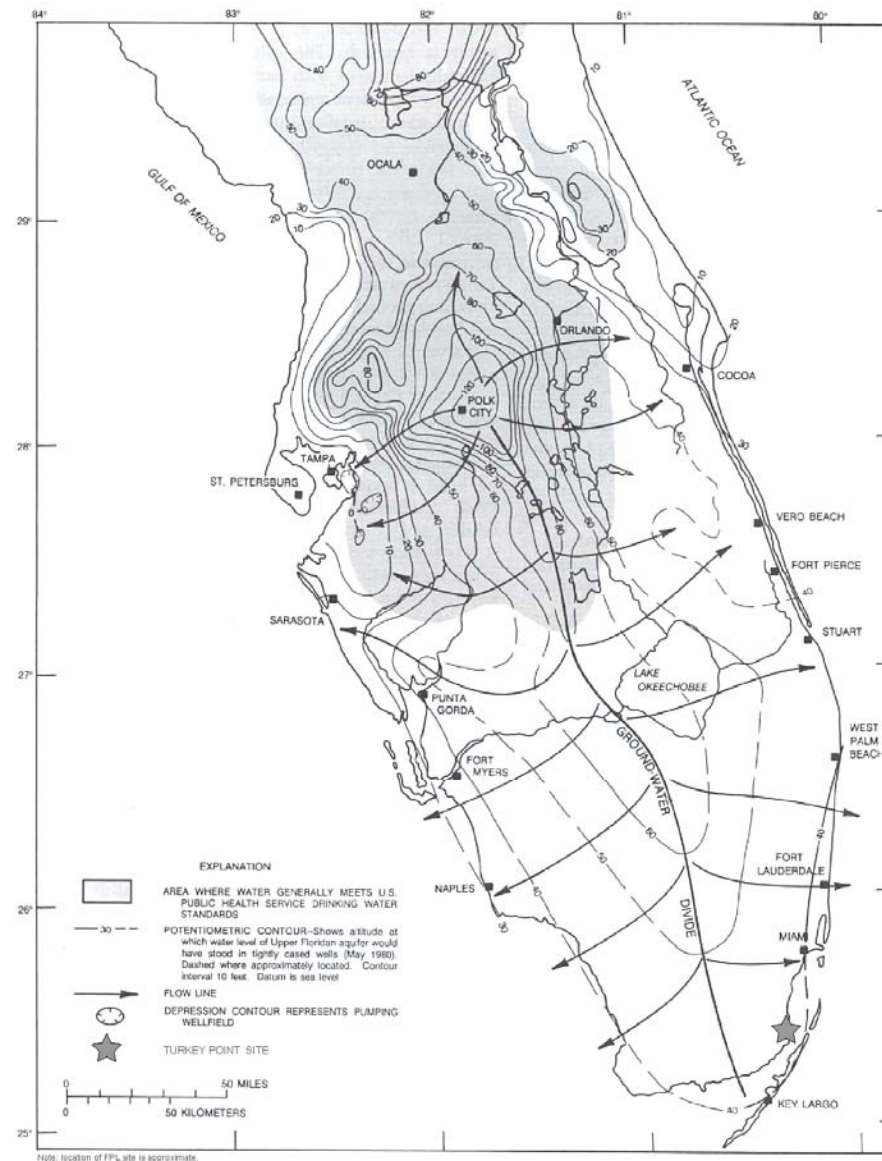 84° 83° 82° 81° 80°
ATLANTIC OCEAN
GULF OF MEXICO
OCALA
29°
ORLANDO
COCOA
POLK
CITY
28°
TAMPA
ST. PETERSBURG
VERO BEACH
FORT PIERCE
SARASOTA
STUART
27°
LAKE
OKEECHOBEE
PUNTA
GORDA
WEST
PALM
BEACH
FORT
MYERS
GROUND-WATER
DIVIDE
NAPLES
FORT
LAUDERDALE
26°
MIAMI
KEY LARGO
25°
EXPLANATION
AREA WHERE WATER GENERALLY MEETS U.S.
PUBLIC HEALTH SERVICE DRINKING WATER
STANDARDS
30 POTENTIOMETRIC CONTOUR--Shows altitude at
which water level of Upper Floridan aquifer would
have stood in tightly cased wells (May 1980).
Dashed where approximately located. Contour
interval 10 feet. Datum is sea level
FLOW LINE
DEPRESSION CONTOUR REPRESENTS PUMPING
WELLFIELD
TURKEY POINT SITE
0 50 MILES
0 50 KILOMETERS
Note: location of FPL site is approximate.